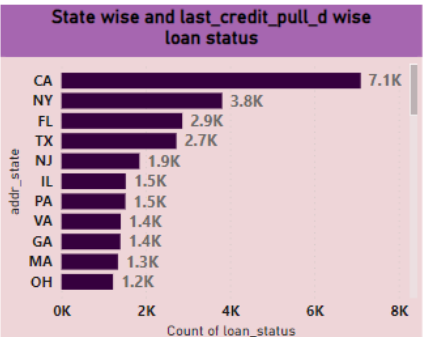 State wise and last_credit_pull_d wise
loan status
CA 7.1K
NY 3.8K
FL 2.9K
TX 2.7K
NJ 1.9K
IL 1.5K
PA 1.5K
VA 1.4K
GA 1.4K
MA 1.3K
OH 1.2K
addr_state
0K 2K 4K 6K 8K
Count of loan_status